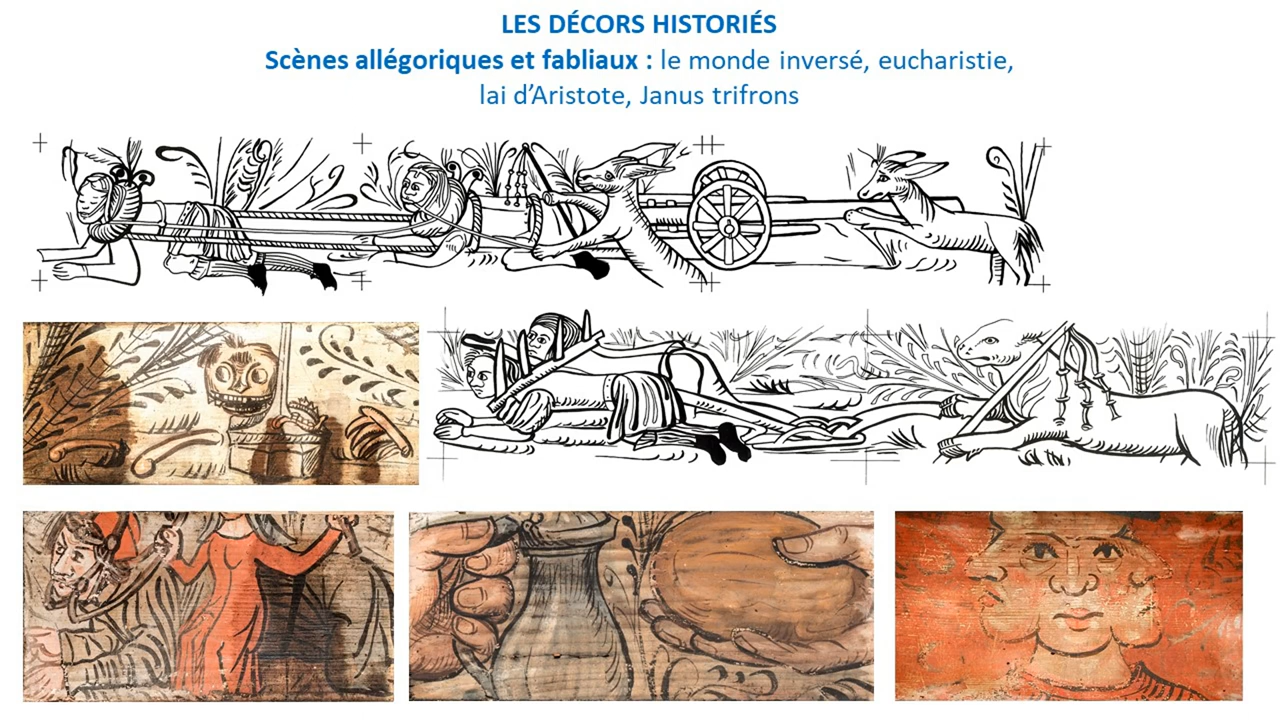 LES DÉCORS HISTORIÉS
Scènes allégoriques et fabliaux : le monde inversé, eucharistie,
lai d’Aristote, Janus trifrons